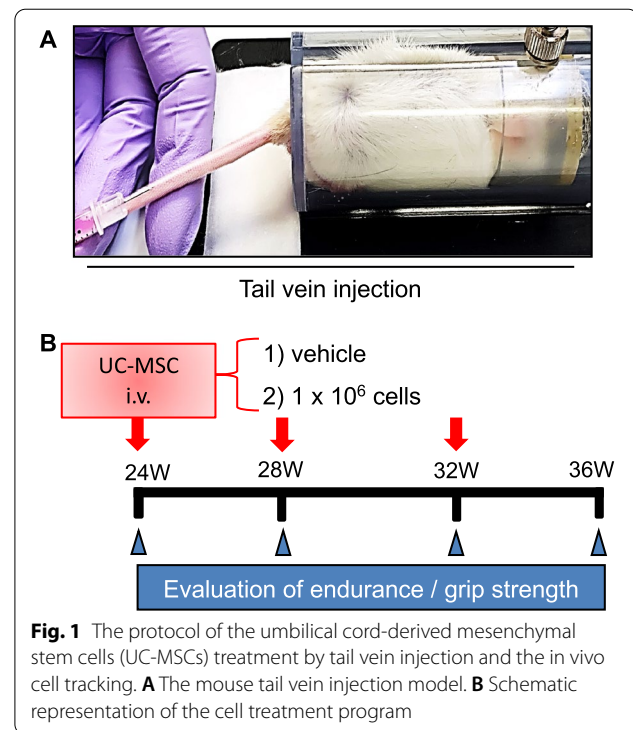 A
Tail vein injection
B
UC-MSC
i.v.
1) vehicle
2) 1 x 10⁶ cells
24W 28W 32W 36W
Evaluation of endurance / grip strength
Fig. 1 The protocol of the umbilical cord-derived mesenchymal
stem cells (UC-MSCs) treatment by tail vein injection and the in vivo
cell tracking. A The mouse tail vein injection model. B Schematic
representation of the cell treatment program